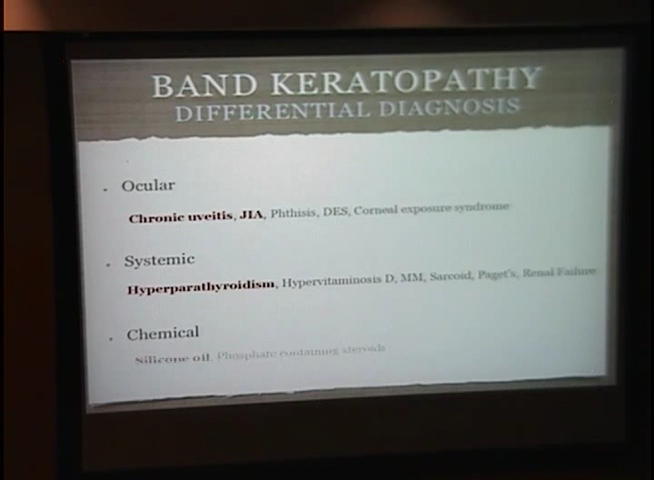 BAND KERATOPATHY
DIFFERENTIAL DIAGNOSIS
Ocular
Chronic uveitis, JIA, Phthisis, DES, Corneal exposure syndrome
Systemic
Hyperparathyroidism, Hypervitaminosis D, MM, Sarcoid, Paget's, Renal Failure
Chemical
Silicone oil, Phosphate containing steroids